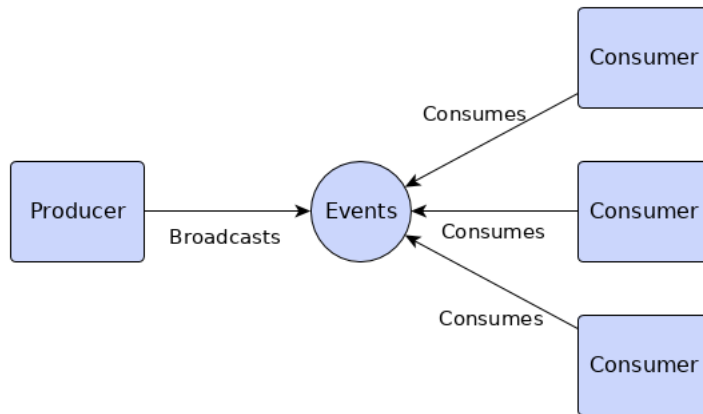 Consumer
Consumes
Producer
Events
Consumer
Broadcasts
Consumes
Consumes
Consumer